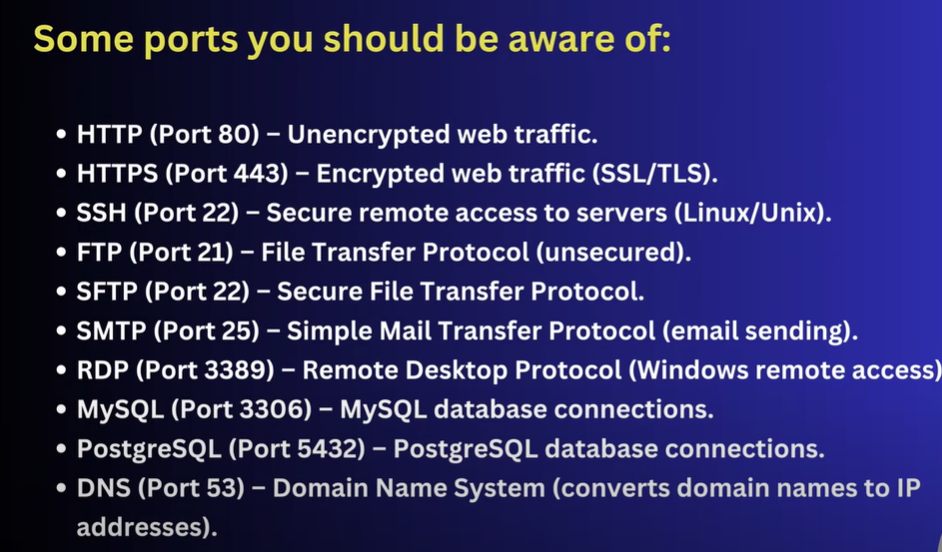 Some ports you should be aware of:
• HTTP (Port 80) – Unencrypted web traffic.
• HTTPS (Port 443) – Encrypted web traffic (SSL/TLS).
• SSH (Port 22) – Secure remote access to servers (Linux/Unix).
• FTP (Port 21) – File Transfer Protocol (unsecured).
• SFTP (Port 22) – Secure File Transfer Protocol.
• SMTP (Port 25) – Simple Mail Transfer Protocol (email sending).
• RDP (Port 3389) – Remote Desktop Protocol (Windows remote access)
• MySQL (Port 3306) – MySQL database connections.
• PostgreSQL (Port 5432) – PostgreSQL database connections.
• DNS (Port 53) – Domain Name System (converts domain names to IP
addresses).